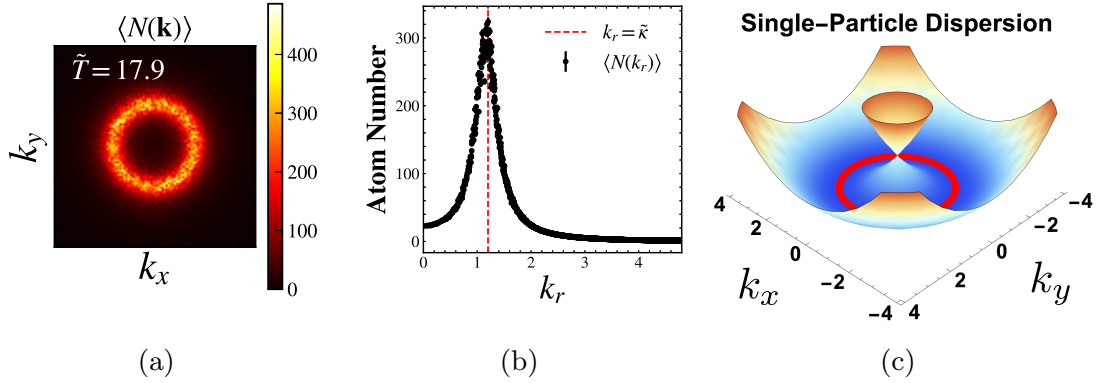 ⟨N(𝐤)⟩
T̃ = 17.9
k_y
k_x
400
300
200
100
0
(a)
Atom Number
300
200
100
0
k_r = κ̃
⟨N(k_r)⟩
0 1 2 3 4
k_r
(b)
Single−Particle Dispersion
4
2
0
−2
−4
k_x
−4
−2
0
2
4
k_y
(c)